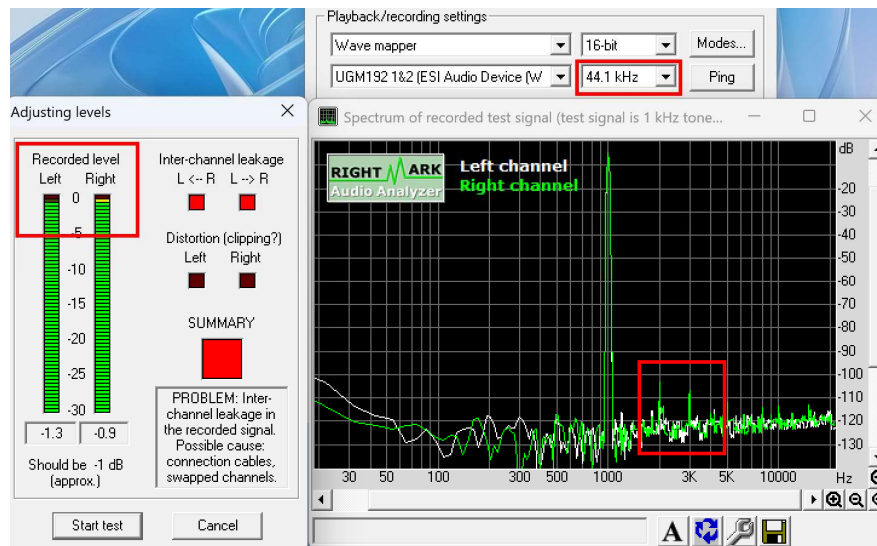 Playback/recording settings
Wave mapper
16-bit
Modes...
UGM192 1&2 (ESI Audio Device (W
44.1 kHz
Ping
Adjusting levels
Recorded level
Left Right
0
-5
-10
-15
-20
-25
-30
-1.3 -0.9
Should be -1 dB
(approx.)
Inter-channel leakage
L <-- R L --> R
Distortion (clipping?)
Left Right
SUMMARY
PROBLEM: Inter-
channel leakage in
the recorded signal.
Possible cause:
connection cables,
swapped channels.
Start test
Cancel
Spectrum of recorded test signal (test signal is 1 kHz tone...
RIGHT MARK
Audio Analyzer
Left channel
Right channel
dB
-20
-30
-40
-50
-60
-70
-80
-90
-100
-110
-120
-130
30 50 100 300 500 1000 3K 5K 10000 Hz
A